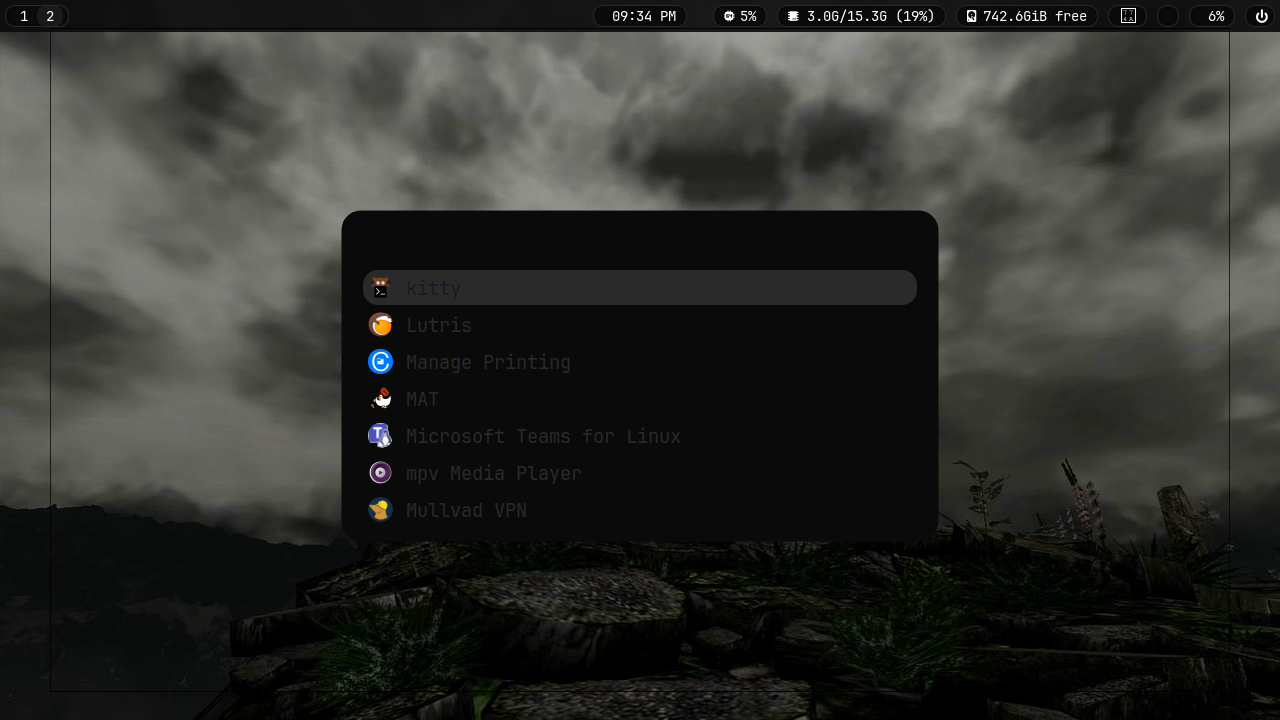 1 2 09:34 PM 5% 3.0G/15.3G (19%) 742.6GiB free 6%
kitty
Lutris
Manage Printing
MAT
Microsoft Teams for Linux
mpv Media Player
Mullvad VPN